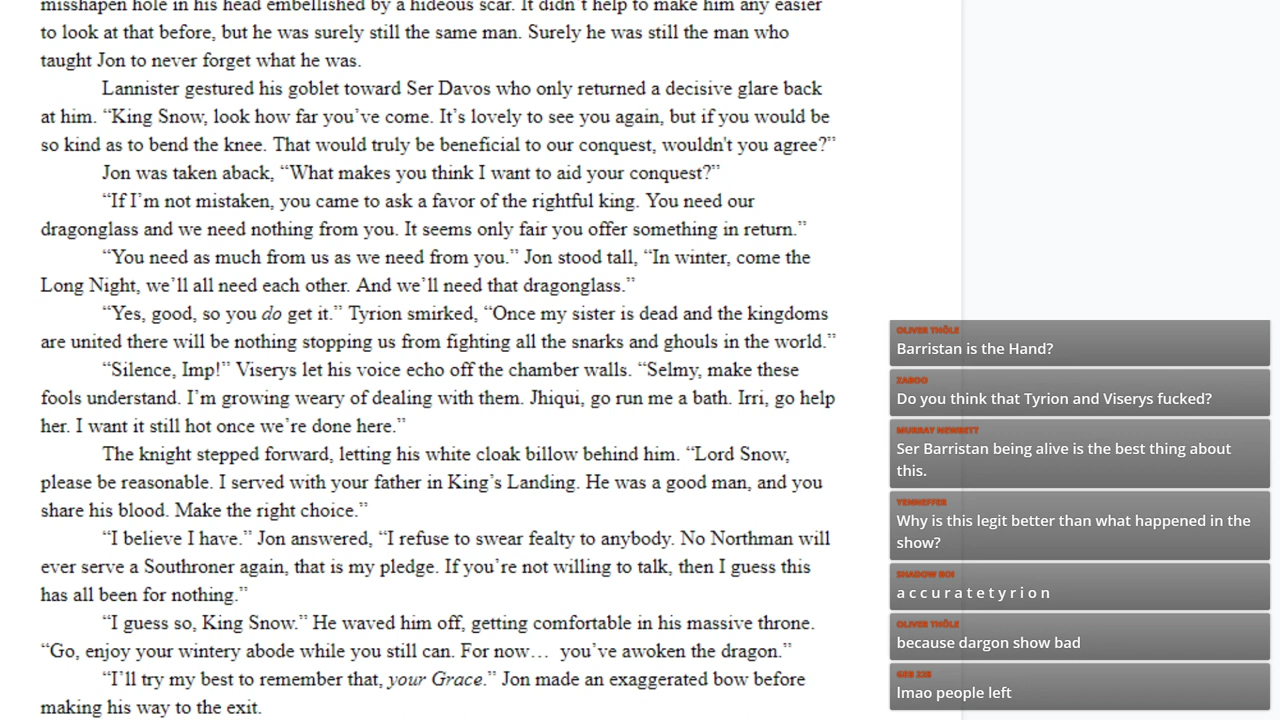 misshapen hole in his head embellished by a hideous scar. It didn't help to make him any easier
to look at that before, but he was surely still the same man. Surely he was still the man who
taught Jon to never forget what he was.
Lannister gestured his goblet toward Ser Davos who only returned a decisive glare back
at him. “King Snow, look how far you’ve come. It’s lovely to see you again, but if you would be
so kind as to bend the knee. That would truly be beneficial to our conquest, wouldn't you agree?”
Jon was taken aback, “What makes you think I want to aid your conquest?”
“If I’m not mistaken, you came to ask a favor of the rightful king. You need our
dragonglass and we need nothing from you. It seems only fair you offer something in return.”
“You need as much from us as we need from you.” Jon stood tall, “In winter, come the
Long Night, we’ll all need each other. And we’ll need that dragonglass.”
“Yes, good, so you do get it.” Tyrion smirked, “Once my sister is dead and the kingdoms
are united there will be nothing stopping us from fighting all the snarks and ghouls in the world.”
“Silence, Imp!” Viserys let his voice echo off the chamber walls. “Selmy, make these
fools understand. I’m growing weary of dealing with them. Jhiqui, go run me a bath. Irri, go help
her. I want it still hot once we’re done here.”
The knight stepped forward, letting his white cloak billow behind him. “Lord Snow,
please be reasonable. I served with your father in King’s Landing. He was a good man, and you
share his blood. Make the right choice.”
“I believe I have.” Jon answered, “I refuse to swear fealty to anybody. No Northman will
ever serve a Southroner again, that is my pledge. If you’re not willing to talk, then I guess this
has all been for nothing.”
“I guess so, King Snow.” He waved him off, getting comfortable in his massive throne.
“Go, enjoy your wintery abode while you still can. For now… you’ve awoken the dragon.”
“I’ll try my best to remember that, your Grace.” Jon made an exaggerated bow before
making his way to the exit.
OLIVER THÖLE
Barristan is the Hand?
ZABOO
Do you think that Tyrion and Viserys fucked?
MURRAY NEWBETT
Ser Barristan being alive is the best thing about
this.
YENNEFFER
Why is this legit better than what happened in the
show?
SHADOW BOI
a c c u r a t e t y r i o n
OLIVER THÖLE
because dargon show bad
lmao people left